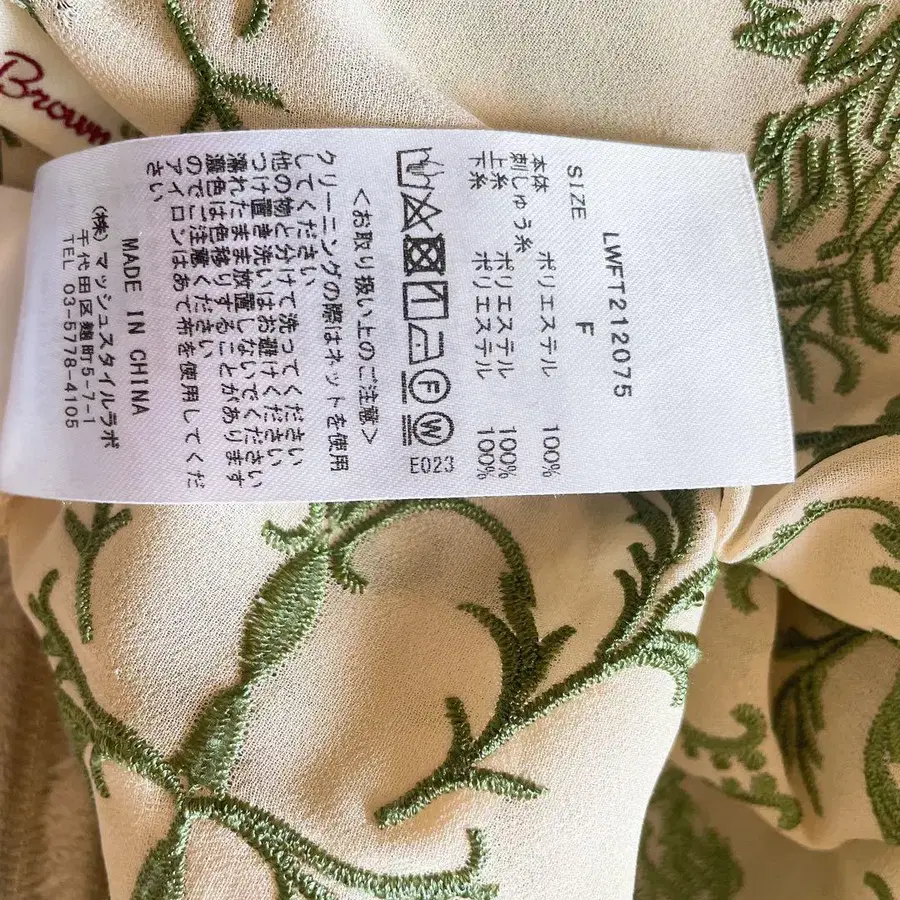 Brown
LWFT212075
SIZE F
本体 ポリエステル 100%
刺しゅう糸
上糸 ポリエステル 100%
下糸 ポリエステル 100%
E023
<お取り扱い上のご注意>
クリーニングの際はネットを使用
してください
他の物と分けて洗ってください
つけ置き洗いはお避けください
濡れたまま放置しないでください
濃色は色移りすることがあります
のでご注意ください
アイロンはあて布を使用してくだ
さい
MADE IN CHINA
(株)マッシュスタイルラボ
千代田区麹町5-7-1
TEL 03-5778-4105